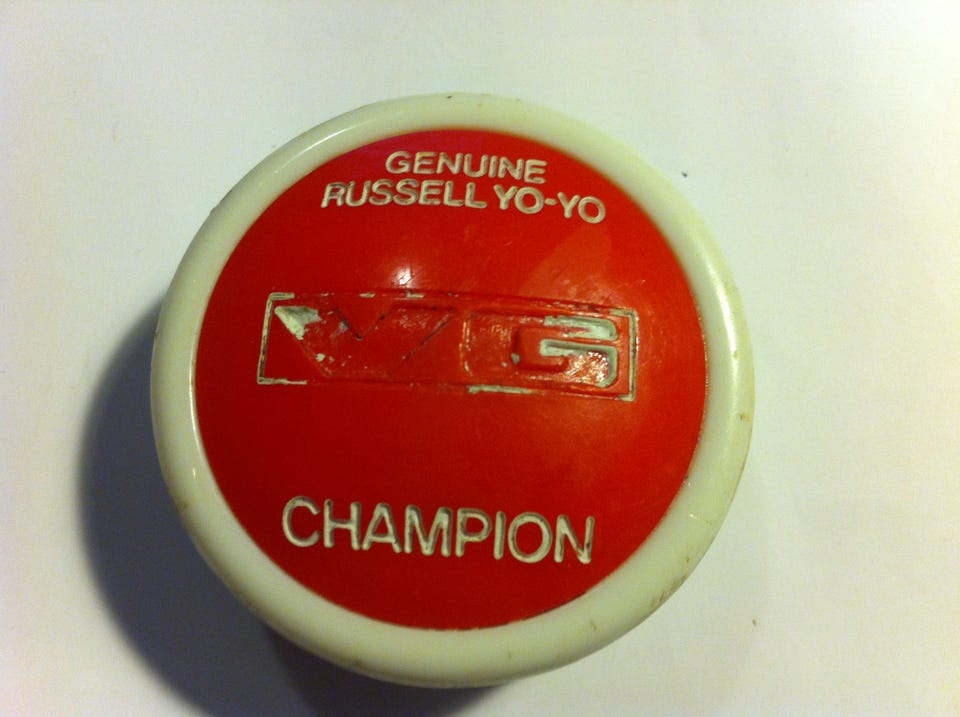 GENUINE
RUSSELL YO-YO
VG
CHAMPION